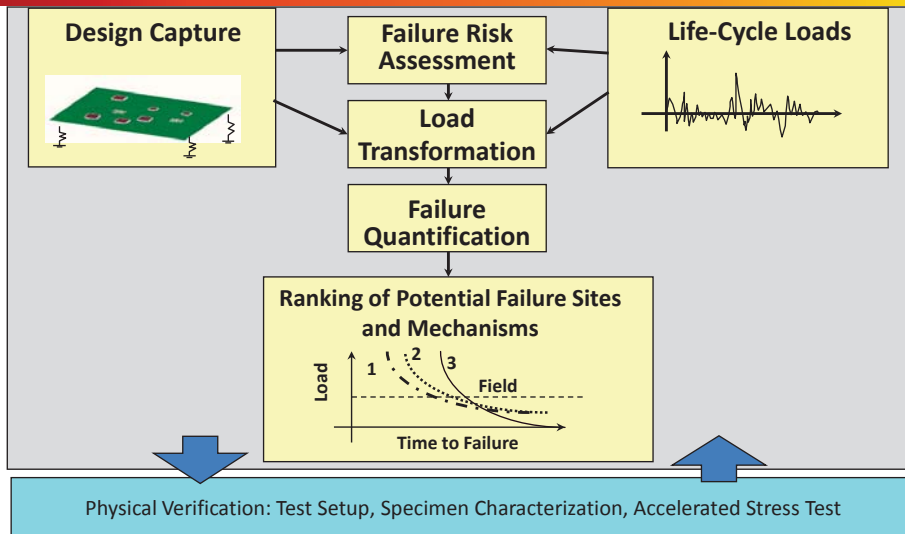 Design Capture
Failure Risk
Assessment
Life-Cycle Loads
Load
Transformation
Failure
Quantification
Ranking of Potential Failure Sites
and Mechanisms
1
2
3
Load
Field
Time to Failure
Physical Verification: Test Setup, Specimen Characterization, Accelerated Stress Test